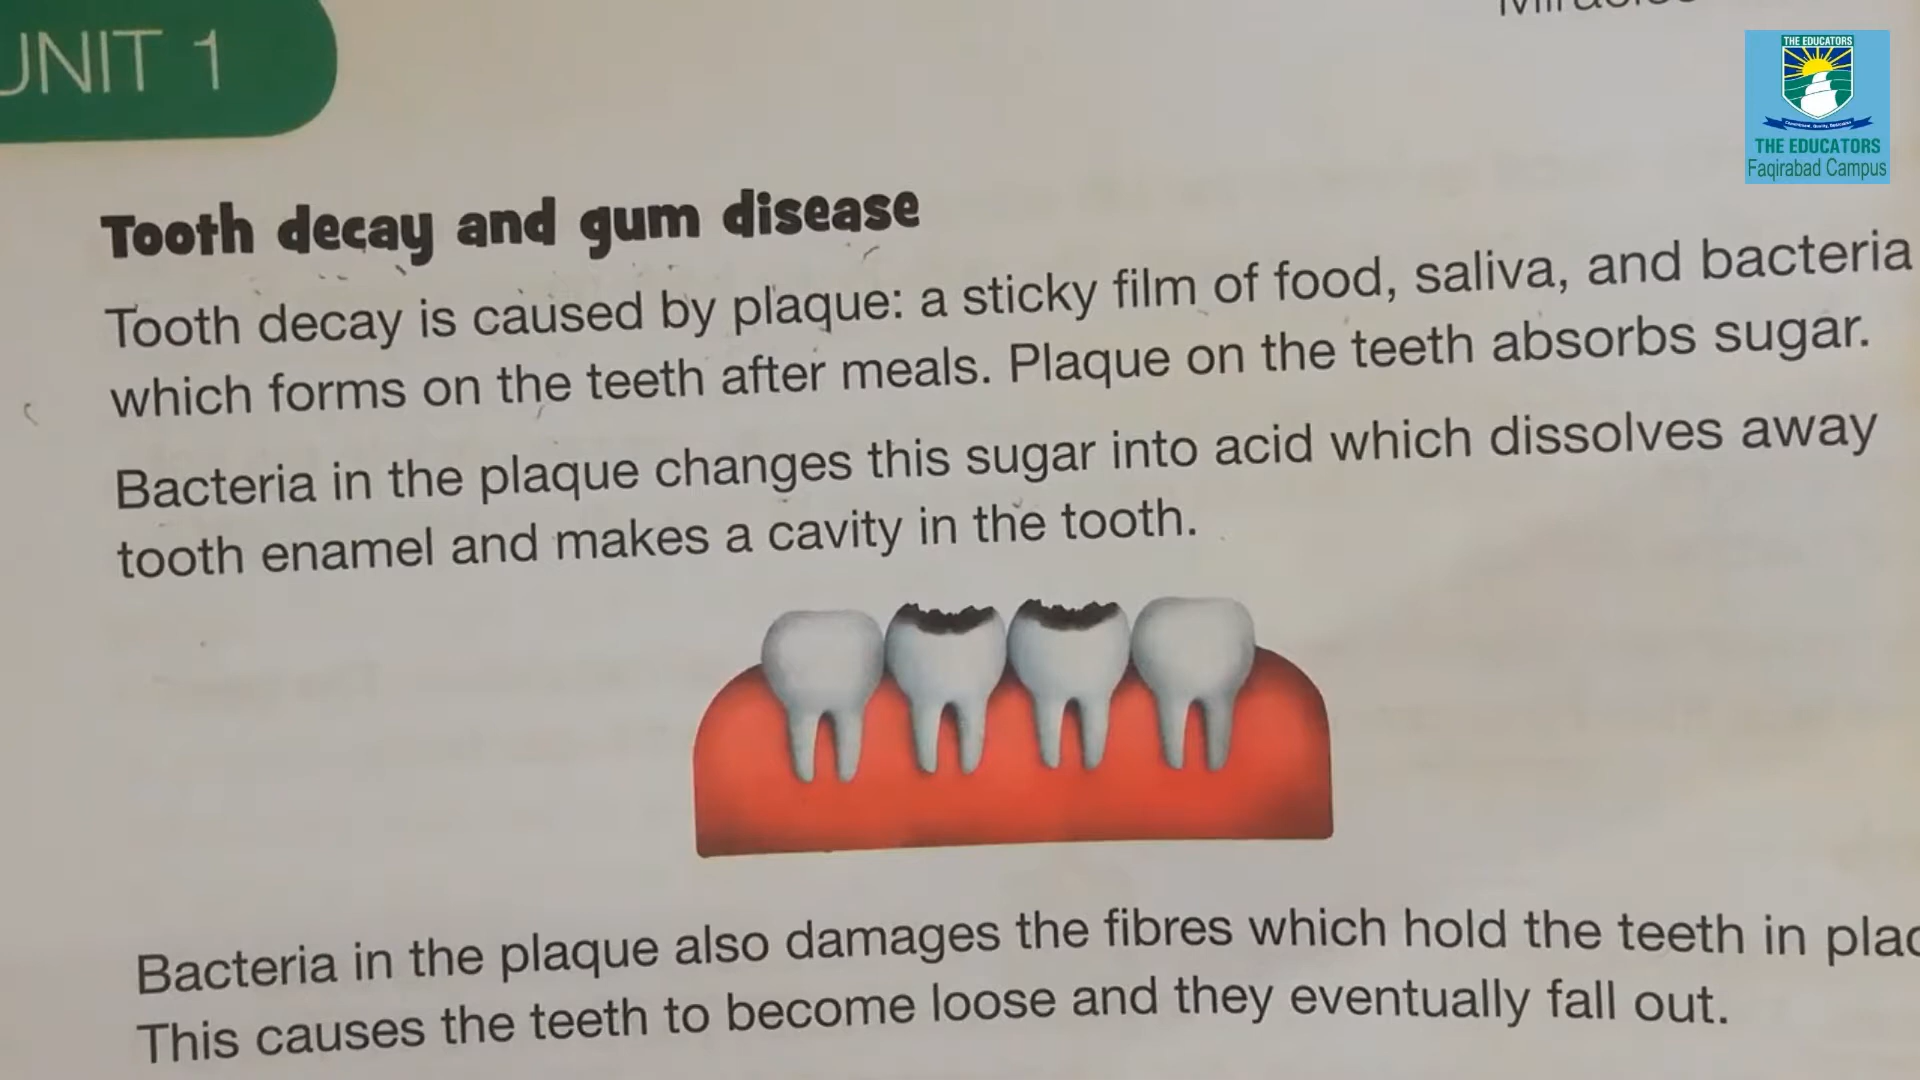 UNIT 1
THE EDUCATORS
THE EDUCATORS
Faqirabad Campus
Tooth decay and gum disease
Tooth decay is caused by plaque: a sticky film of food, saliva, and bacteria
which forms on the teeth after meals. Plaque on the teeth absorbs sugar.
Bacteria in the plaque changes this sugar into acid which dissolves away
tooth enamel and makes a cavity in the tooth.
Bacteria in the plaque also damages the fibres which hold the teeth in plac
This causes the teeth to become loose and they eventually fall out.